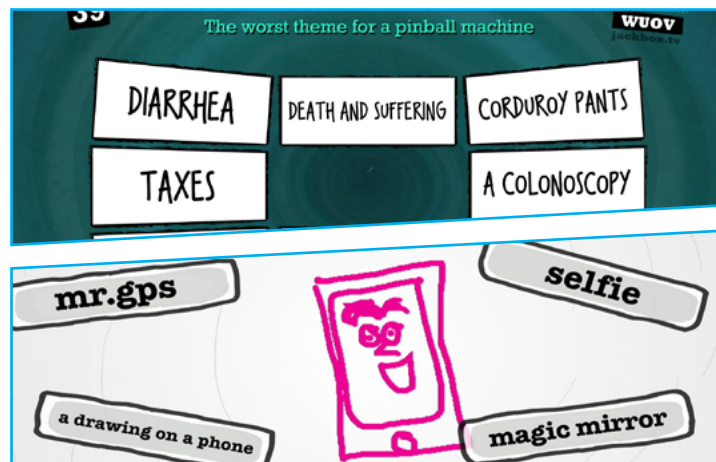 39
The worst theme for a pinball machine
WUOV
jackbox.tv
DIARRHEA
DEATH AND SUFFERING
CORDUROY PANTS
TAXES
A COLONOSCOPY
mr.gps
selfie
a drawing on a phone
magic mirror